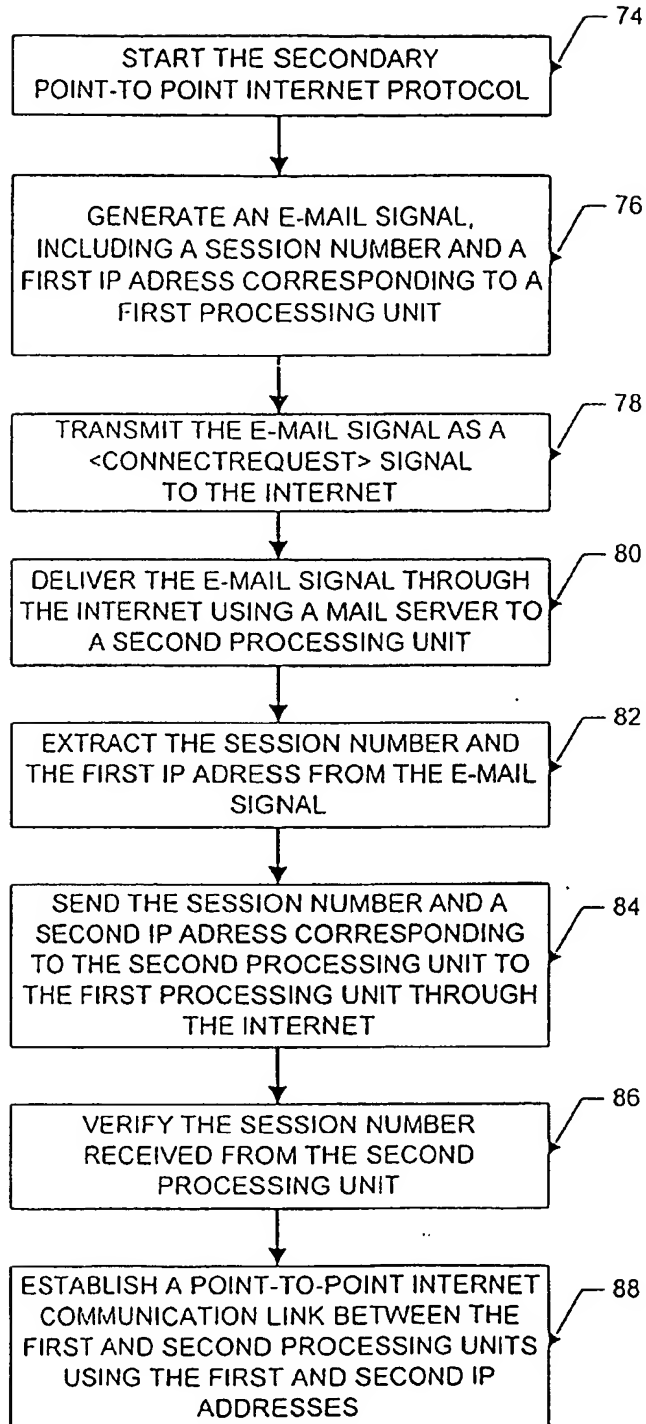 74
START THE SECONDARY
POINT-TO POINT INTERNET PROTOCOL
76
GENERATE AN E-MAIL SIGNAL,
INCLUDING A SESSION NUMBER AND A
FIRST IP ADRESS CORRESPONDING TO A
FIRST PROCESSING UNIT
78
TRANSMIT THE E-MAIL SIGNAL AS A
<CONNECTREQUEST> SIGNAL
TO THE INTERNET
80
DELIVER THE E-MAIL SIGNAL THROUGH
THE INTERNET USING A MAIL SERVER TO
A SECOND PROCESSING UNIT
82
EXTRACT THE SESSION NUMBER AND
THE FIRST IP ADRESS FROM THE E-MAIL
SIGNAL
84
SEND THE SESSION NUMBER AND A
SECOND IP ADRESS CORRESPONDING
TO THE SECOND PROCESSING UNIT TO
THE FIRST PROCESSING UNIT THROUGH
THE INTERNET
86
VERIFY THE SESSION NUMBER
RECEIVED FROM THE SECOND
PROCESSING UNIT
88
ESTABLISH A POINT-TO-POINT INTERNET
COMMUNICATION LINK BETWEEN THE
FIRST AND SECOND PROCESSING UNITS
USING THE FIRST AND SECOND IP
ADDRESSES